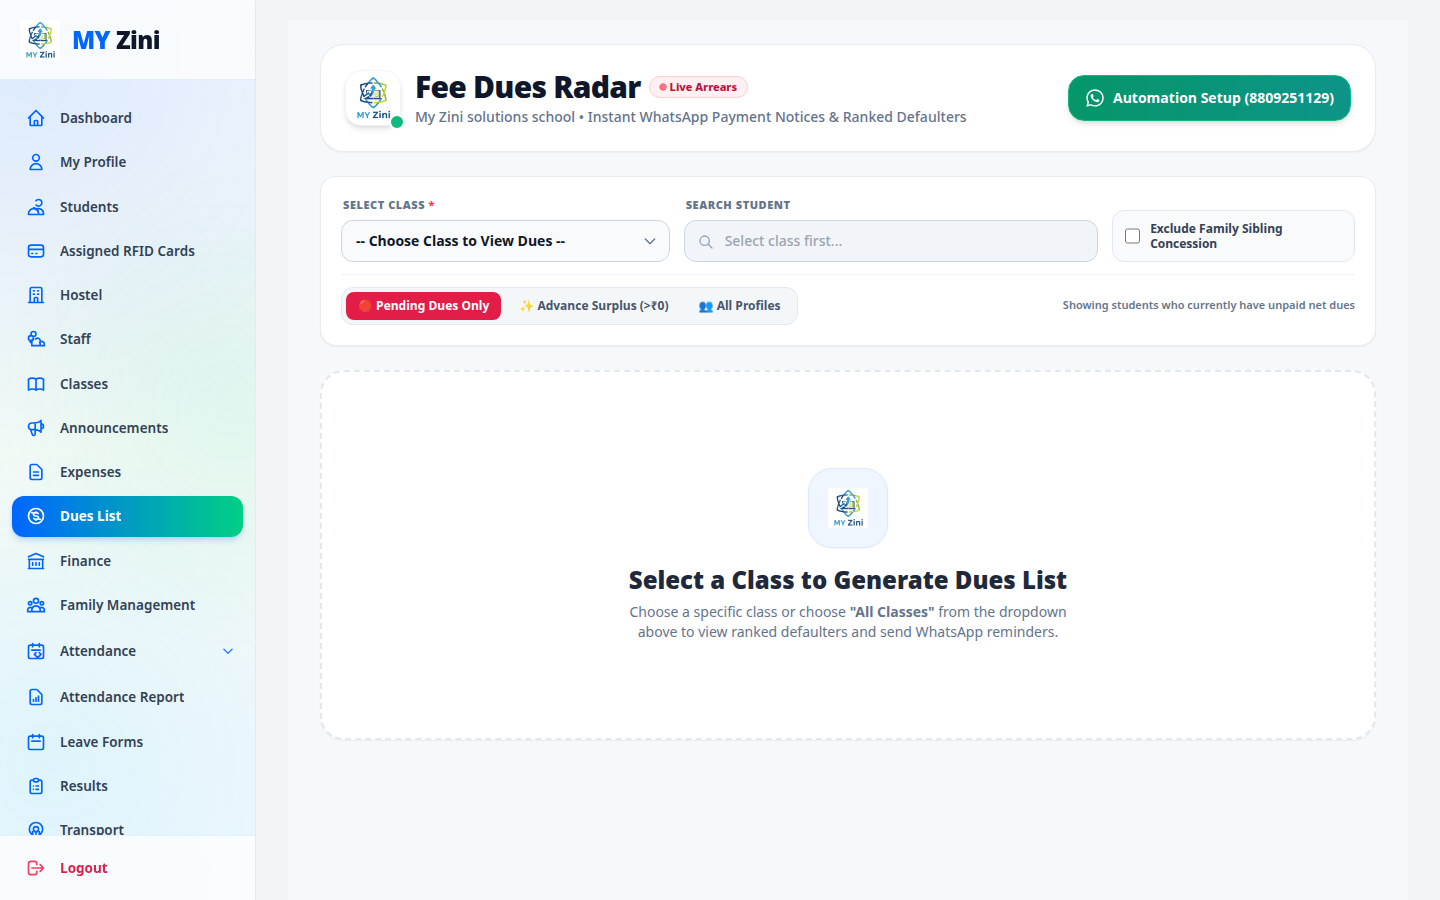 MY Zini
MY Zini
Dashboard
My Profile
Students
Assigned RFID Cards
Hostel
Staff
Classes
Announcements
Expenses
Dues List
Finance
Family Management
Attendance
Attendance Report
Leave Forms
Results
Transport
Logout
MY Zini
Fee Dues Radar
Live Arrears
My Zini solutions school • Instant WhatsApp Payment Notices & Ranked Defaulters
Automation Setup (8809251129)
SELECT CLASS *
-- Choose Class to View Dues --
SEARCH STUDENT
Select class first...
Exclude Family Sibling
Concession
Pending Dues Only
Advance Surplus (>₹0)
All Profiles
Showing students who currently have unpaid net dues
MY Zini
Select a Class to Generate Dues List
Choose a specific class or choose "All Classes" from the dropdown
above to view ranked defaulters and send WhatsApp reminders.